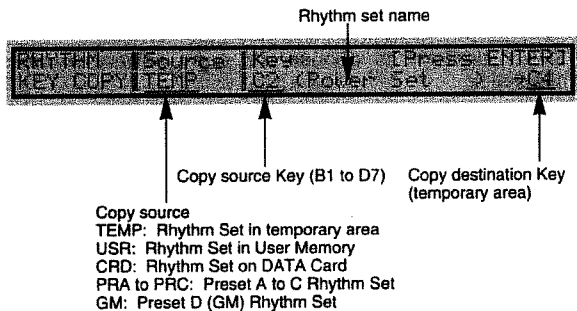 Rhythm set name
RHYTHM Source Key [Press ENTER]
KEY COPY TEMP C2 (Power Set ) →C4
Copy source Key (B1 to D7)
Copy destination Key
(temporary area)
Copy source
TEMP: Rhythm Set in temporary area
USR: Rhythm Set in User Memory
CRD: Rhythm Set on DATA Card
PRA to PRC: Preset A to C Rhythm Set
GM: Preset D (GM) Rhythm Set